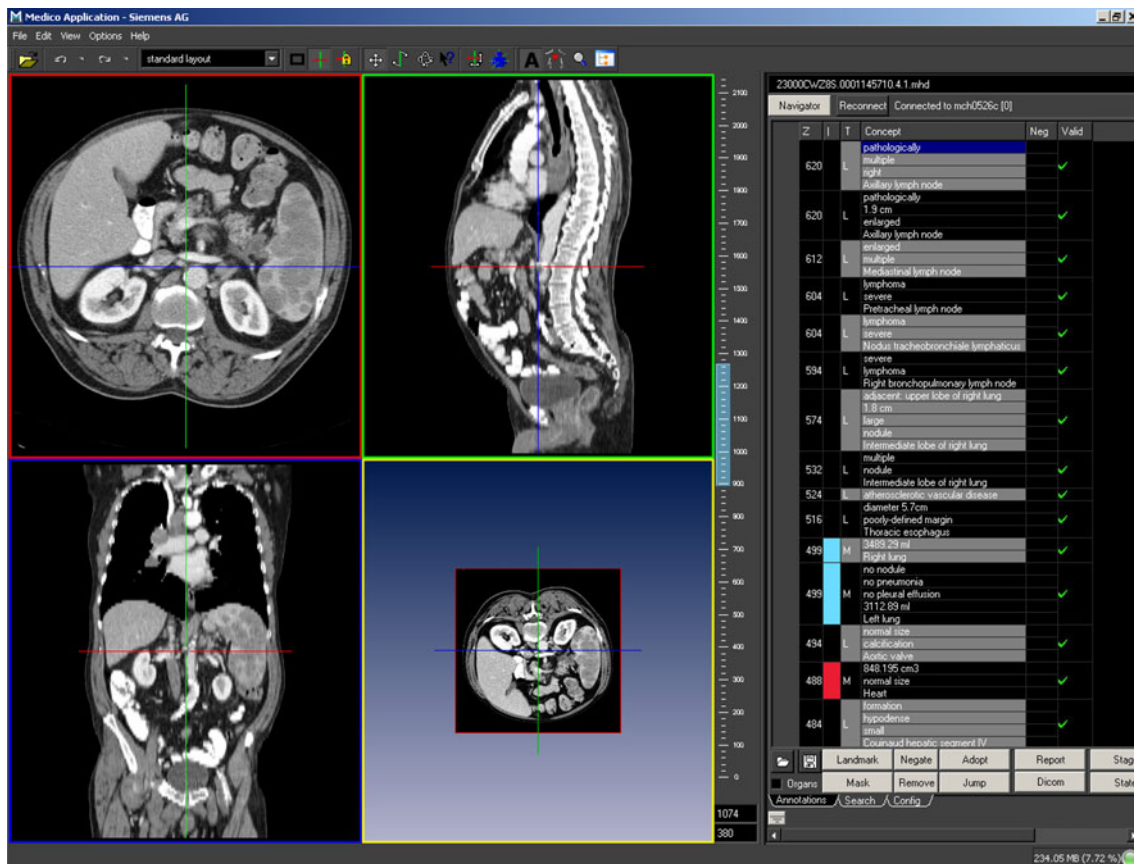 Medico Application - Siemens AG
File Edit View Options Help
standard layout
A
23000CWZ8S.0001145710.4.1.mhd
Navigator Reconnect Connected to mch0526c [0]
Z I T Concept Neg Valid
pathologically
multiple
620 L right
Axillary lymph node
pathologically
1.9 cm
620 L enlarged
Axillary lymph node
enlarged
612 L multiple
Mediastinal lymph node
lymphoma
604 L severe
Pretracheal lymph node
lymphoma
604 L severe
Nodus tracheobronchiale lymphaticus
severe
594 L lymphoma
Right bronchopulmonary lymph node
adjacent: upper lobe of right lung
1.8 cm
574 L large
nodule
Intermediate lobe of right lung
multiple
532 L nodule
Intermediate lobe of right lung
524 L atherosclerotic vascular disease
diameter 5.7cm
516 L poorly-defined margin
Thoracic esophagus
499 M 3489.29 ml
Right lung
no nodule
no pneumonia
499 M no pleural effusion
3112.89 ml
Left lung
normal size
494 L calcification
Aortic valve
848.195 cm3
488 M normal size
Heart
formation
484 L hypodense
small
Couinaud hepatic segment IV
Landmark Negate Adopt Report Stag
Organs Mask Remove Jump Dicom State
Annotations Search Config
2100
2000
1900
1800
1700
1600
1500
1400
1300
1200
1100
1000
900
800
700
600
500
400
300
200
100
0
1074
380
234.05 MB (7.72 %)